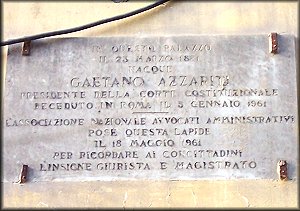 IN QUESTO PALAZZO
IL 23 MARZO 1881
NACQUE
GAETANO AZZARITI
PRESIDENTE DELLA CORTE COSTITUZIONALE
DECEDUTO IN ROMA IL 5 GENNAIO 1961
L'ASSOCIAZIONE NAZIONALE AVVOCATI AMMINISTRATIVI
POSE QUESTA LAPIDE
IL 18 MAGGIO 1961
PER RICORDARE AI CONCITTADINI
L'INSIGNE GIURISTA E MAGISTRATO